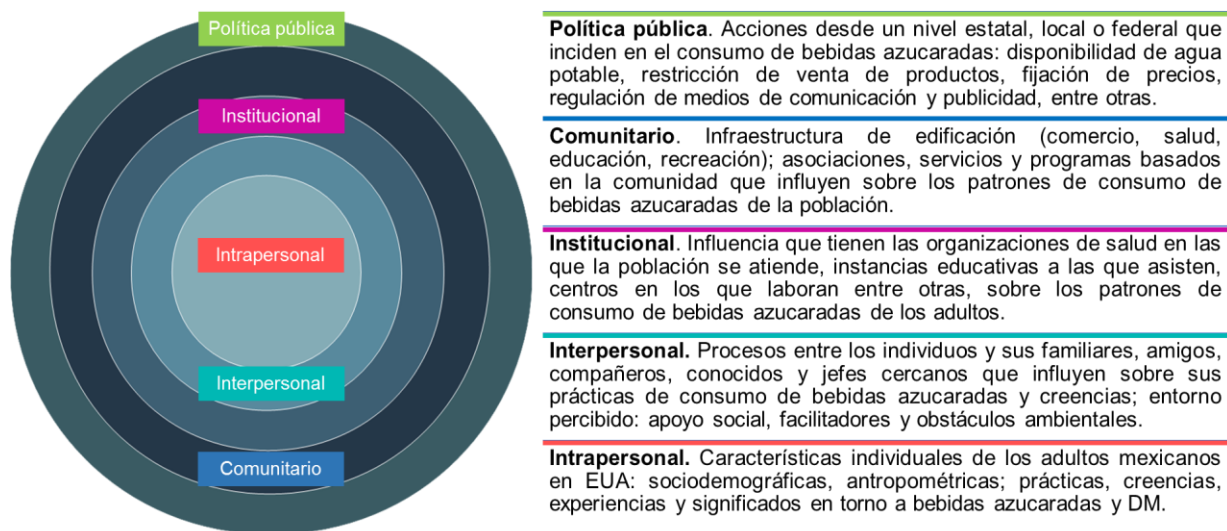 Política pública
Institucional
Intrapersonal
Interpersonal
Comunitario
Política pública. Acciones desde un nivel estatal, local o federal que
inciden en el consumo de bebidas azucaradas: disponibilidad de agua
potable, restricción de venta de productos, fijación de precios,
regulación de medios de comunicación y publicidad, entre otras.
Comunitario. Infraestructura de edificación (comercio, salud,
educación, recreación); asociaciones, servicios y programas basados
en la comunidad que influyen sobre los patrones de consumo de
bebidas azucaradas de la población.
Institucional. Influencia que tienen las organizaciones de salud en las
que la población se atiende, instancias educativas a las que asisten,
centros en los que laboran entre otras, sobre los patrones de
consumo de bebidas azucaradas de los adultos.
Interpersonal. Procesos entre los individuos y sus familiares, amigos,
compañeros, conocidos y jefes cercanos que influyen sobre sus
prácticas de consumo de bebidas azucaradas y creencias; entorno
percibido: apoyo social, facilitadores y obstáculos ambientales.
Intrapersonal. Características individuales de los adultos mexicanos
en EUA: sociodemográficas, antropométricas; prácticas, creencias,
experiencias y significados en torno a bebidas azucaradas y DM.